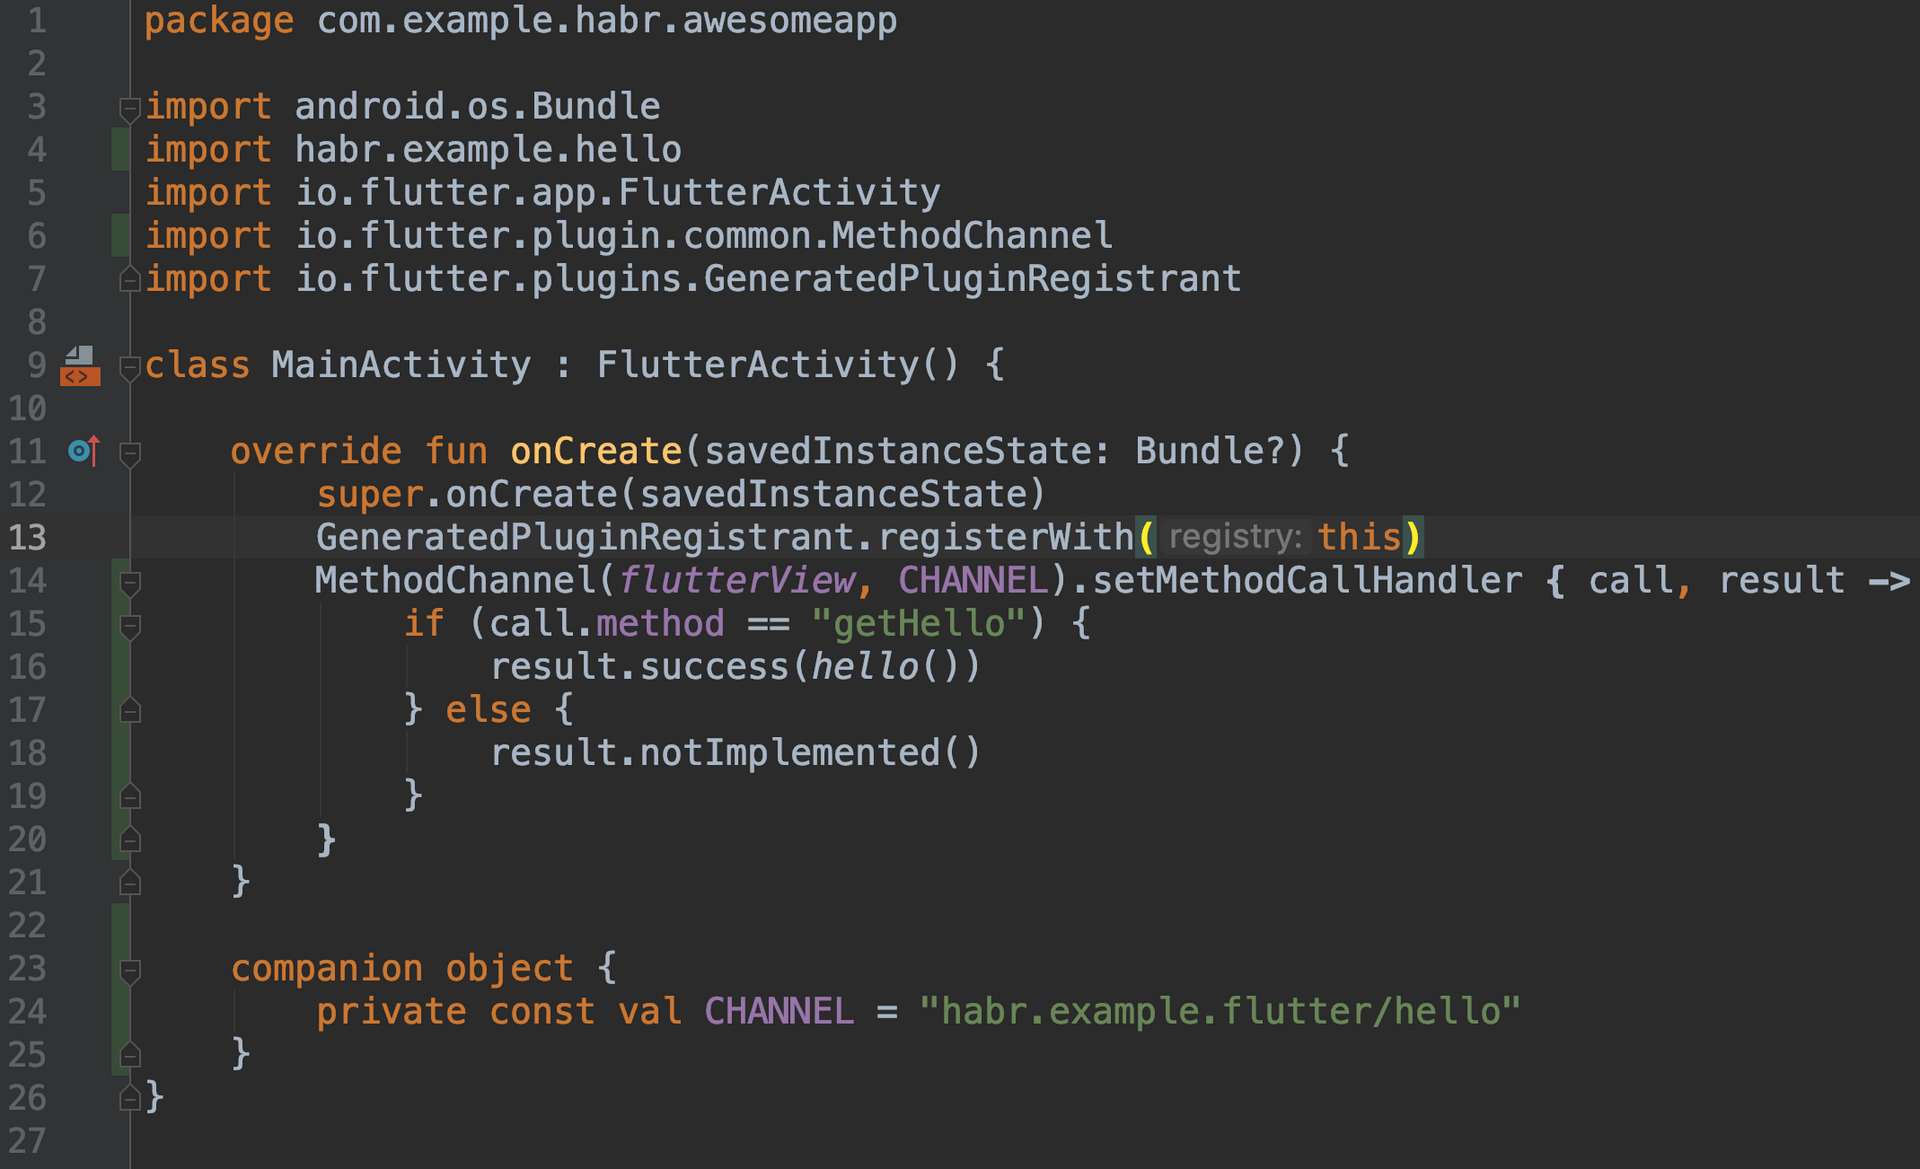 1 package com.example.habr.awesomeapp
2
3 import android.os.Bundle
4 import habr.example.hello
5 import io.flutter.app.FlutterActivity
6 import io.flutter.plugin.common.MethodChannel
7 import io.flutter.plugins.GeneratedPluginRegistrant
8
9 class MainActivity : FlutterActivity() {
10
11     override fun onCreate(savedInstanceState: Bundle?) {
12         super.onCreate(savedInstanceState)
13         GeneratedPluginRegistrant.registerWith( registry: this)
14         MethodChannel(flutterView, CHANNEL).setMethodCallHandler { call, result ->
15             if (call.method == "getHello") {
16                 result.success(hello())
17             } else {
18                 result.notImplemented()
19             }
20         }
21     }
22
23     companion object {
24         private const val CHANNEL = "habr.example.flutter/hello"
25     }
26 }
27